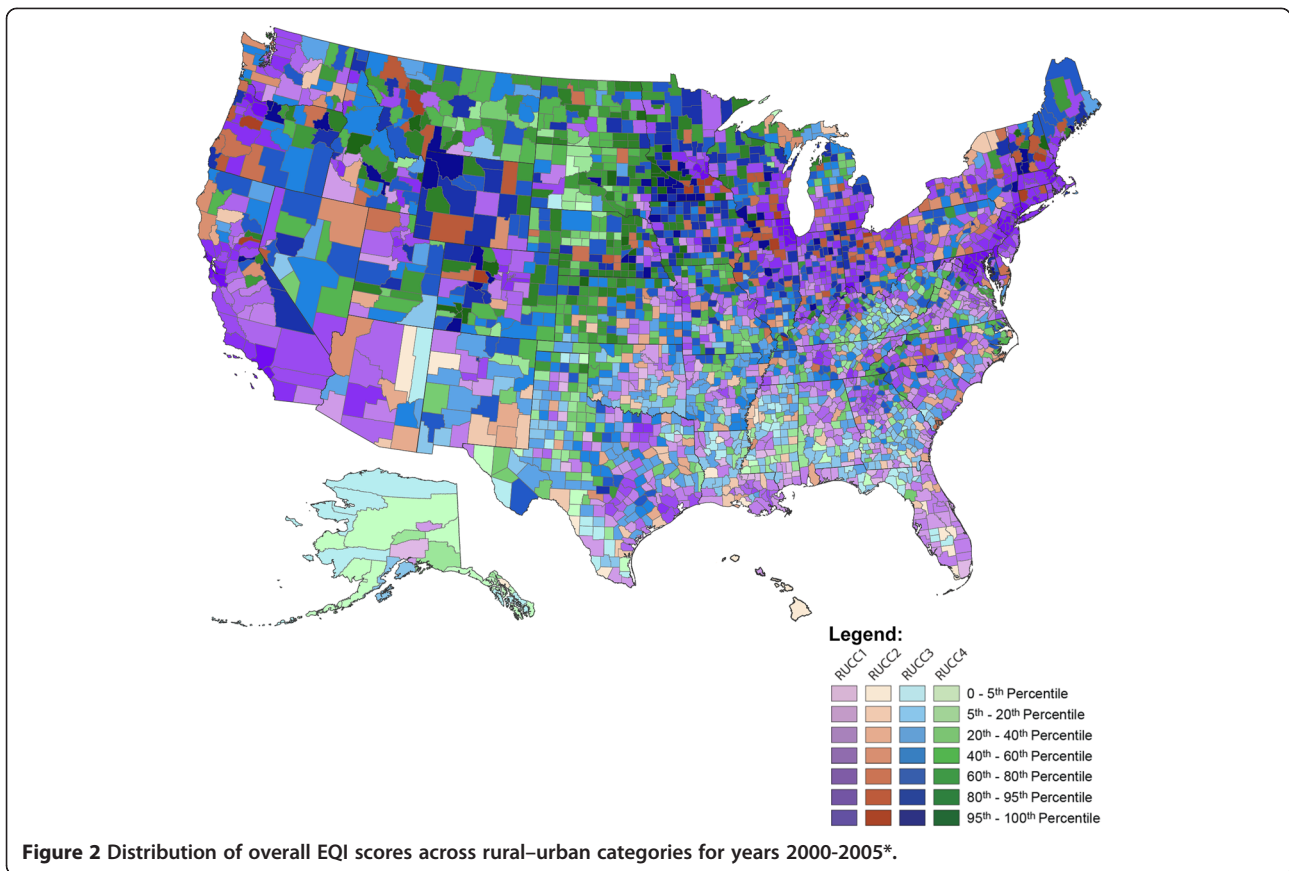 Legend:
RUCC1 RUCC2 RUCC3 RUCC4
0 - 5th Percentile
5th - 20th Percentile
20th - 40th Percentile
40th - 60th Percentile
60th - 80th Percentile
80th - 95th Percentile
95th - 100th Percentile
Figure 2 Distribution of overall EQI scores across rural–urban categories for years 2000-2005*.